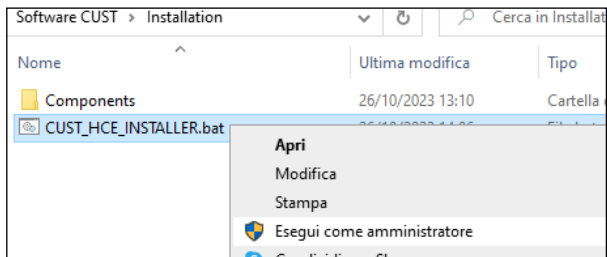 Software CUST > Installation
Cerca in Installat
Nome
Ultima modifica
Tipo
Components
26/10/2023 13:10
Cartella
CUST_HCE_INSTALLER.bat
Apri
Modifica
Stampa
Esegui come amministratore